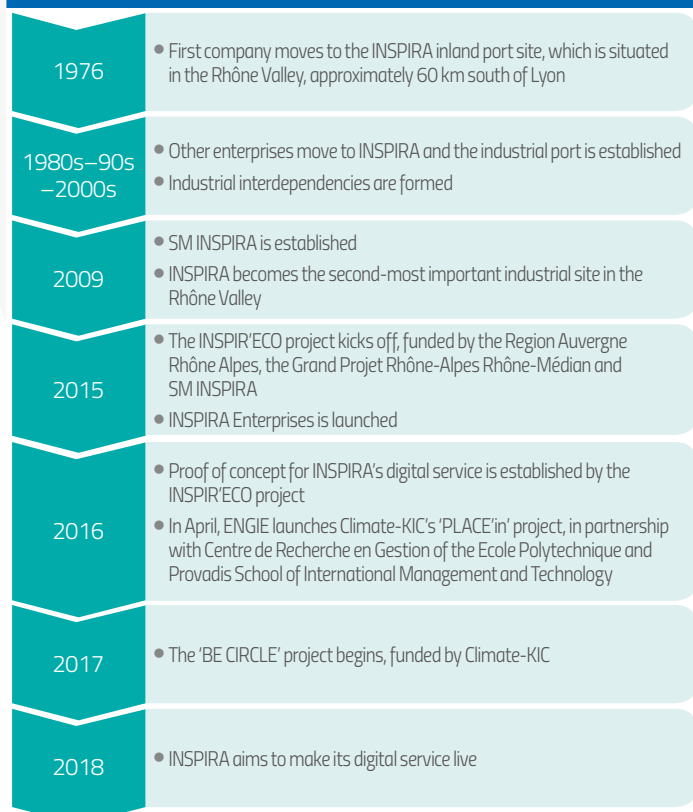 1976
• First company moves to the INSPIRA inland port site, which is situated
in the Rhône Valley, approximately 60 km south of Lyon
1980s–90s
–2000s
• Other enterprises move to INSPIRA and the industrial port is established
• Industrial interdependencies are formed
2009
• SM INSPIRA is established
• INSPIRA becomes the second-most important industrial site in the
Rhône Valley
2015
• The INSPIR'ECO project kicks off, funded by the Region Auvergne
Rhône Alpes, the Grand Projet Rhône-Alpes Rhône-Médian and
SM INSPIRA
• INSPIRA Enterprises is launched
2016
• Proof of concept for INSPIRA's digital service is established by the
INSPIR'ECO project
• In April, ENGIE launches Climate-KIC's 'PLACE'in' project, in partnership
with Centre de Recherche en Gestion of the Ecole Polytechnique and
Provadis School of International Management and Technology
2017
• The 'BE CIRCLE' project begins, funded by Climate-KIC
2018
• INSPIRA aims to make its digital service live